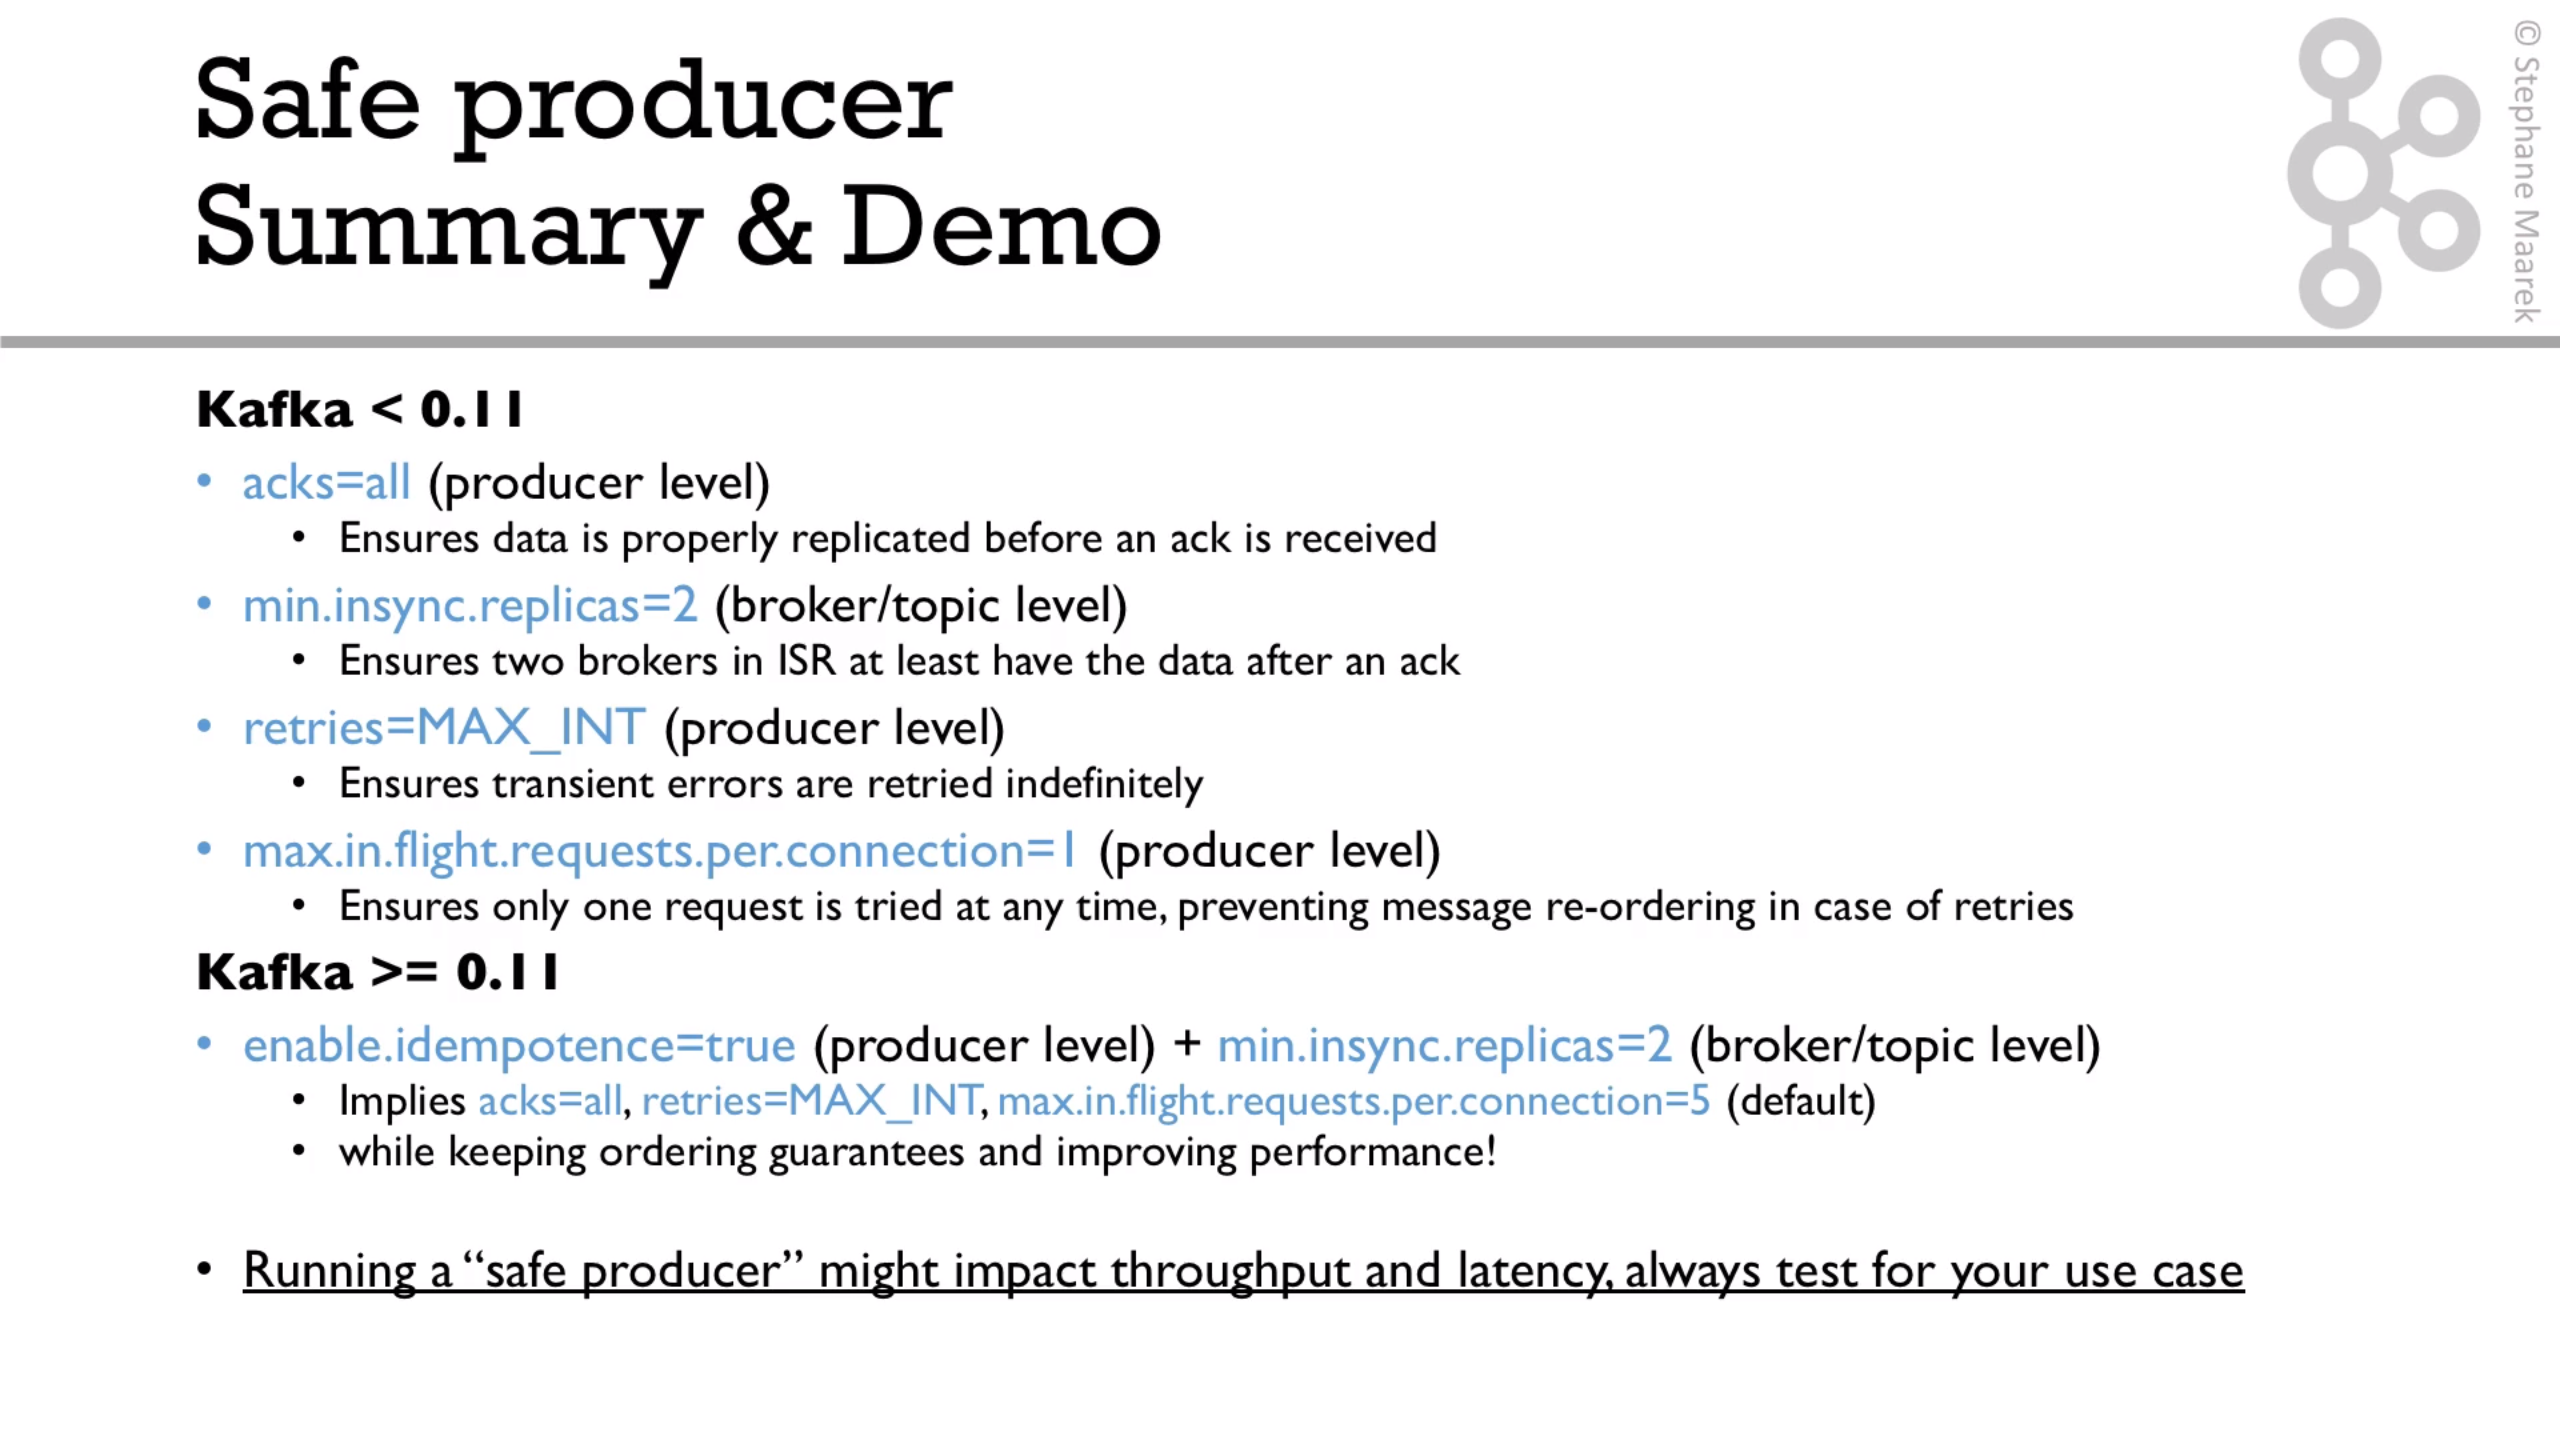 Safe producer
Summary & Demo
© Stephane Maarek
Kafka < 0.11
• acks=all (producer level)
• Ensures data is properly replicated before an ack is received
• min.insync.replicas=2 (broker/topic level)
• Ensures two brokers in ISR at least have the data after an ack
• retries=MAX_INT (producer level)
• Ensures transient errors are retried indefinitely
• max.in.flight.requests.per.connection=1 (producer level)
• Ensures only one request is tried at any time, preventing message re-ordering in case of retries
Kafka >= 0.11
• enable.idempotence=true (producer level) + min.insync.replicas=2 (broker/topic level)
• Implies acks=all, retries=MAX_INT, max.in.flight.requests.per.connection=5 (default)
• while keeping ordering guarantees and improving performance!
• Running a “safe producer” might impact throughput and latency, always test for your use case